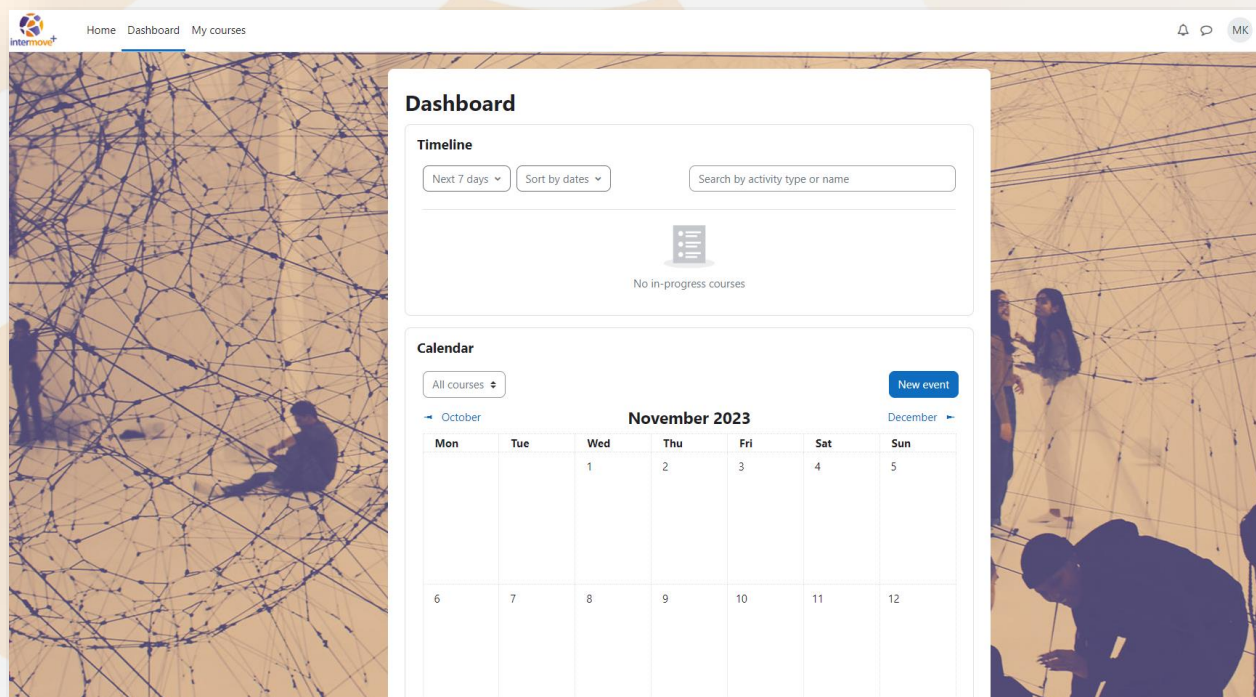 intermove+
Home Dashboard My courses
MK
Dashboard
Timeline
Next 7 days Sort by dates Search by activity type or name
No in-progress courses
Calendar
All courses New event
October November 2023 December
Mon Tue Wed Thu Fri Sat Sun
1 2 3 4 5
6 7 8 9 10 11 12